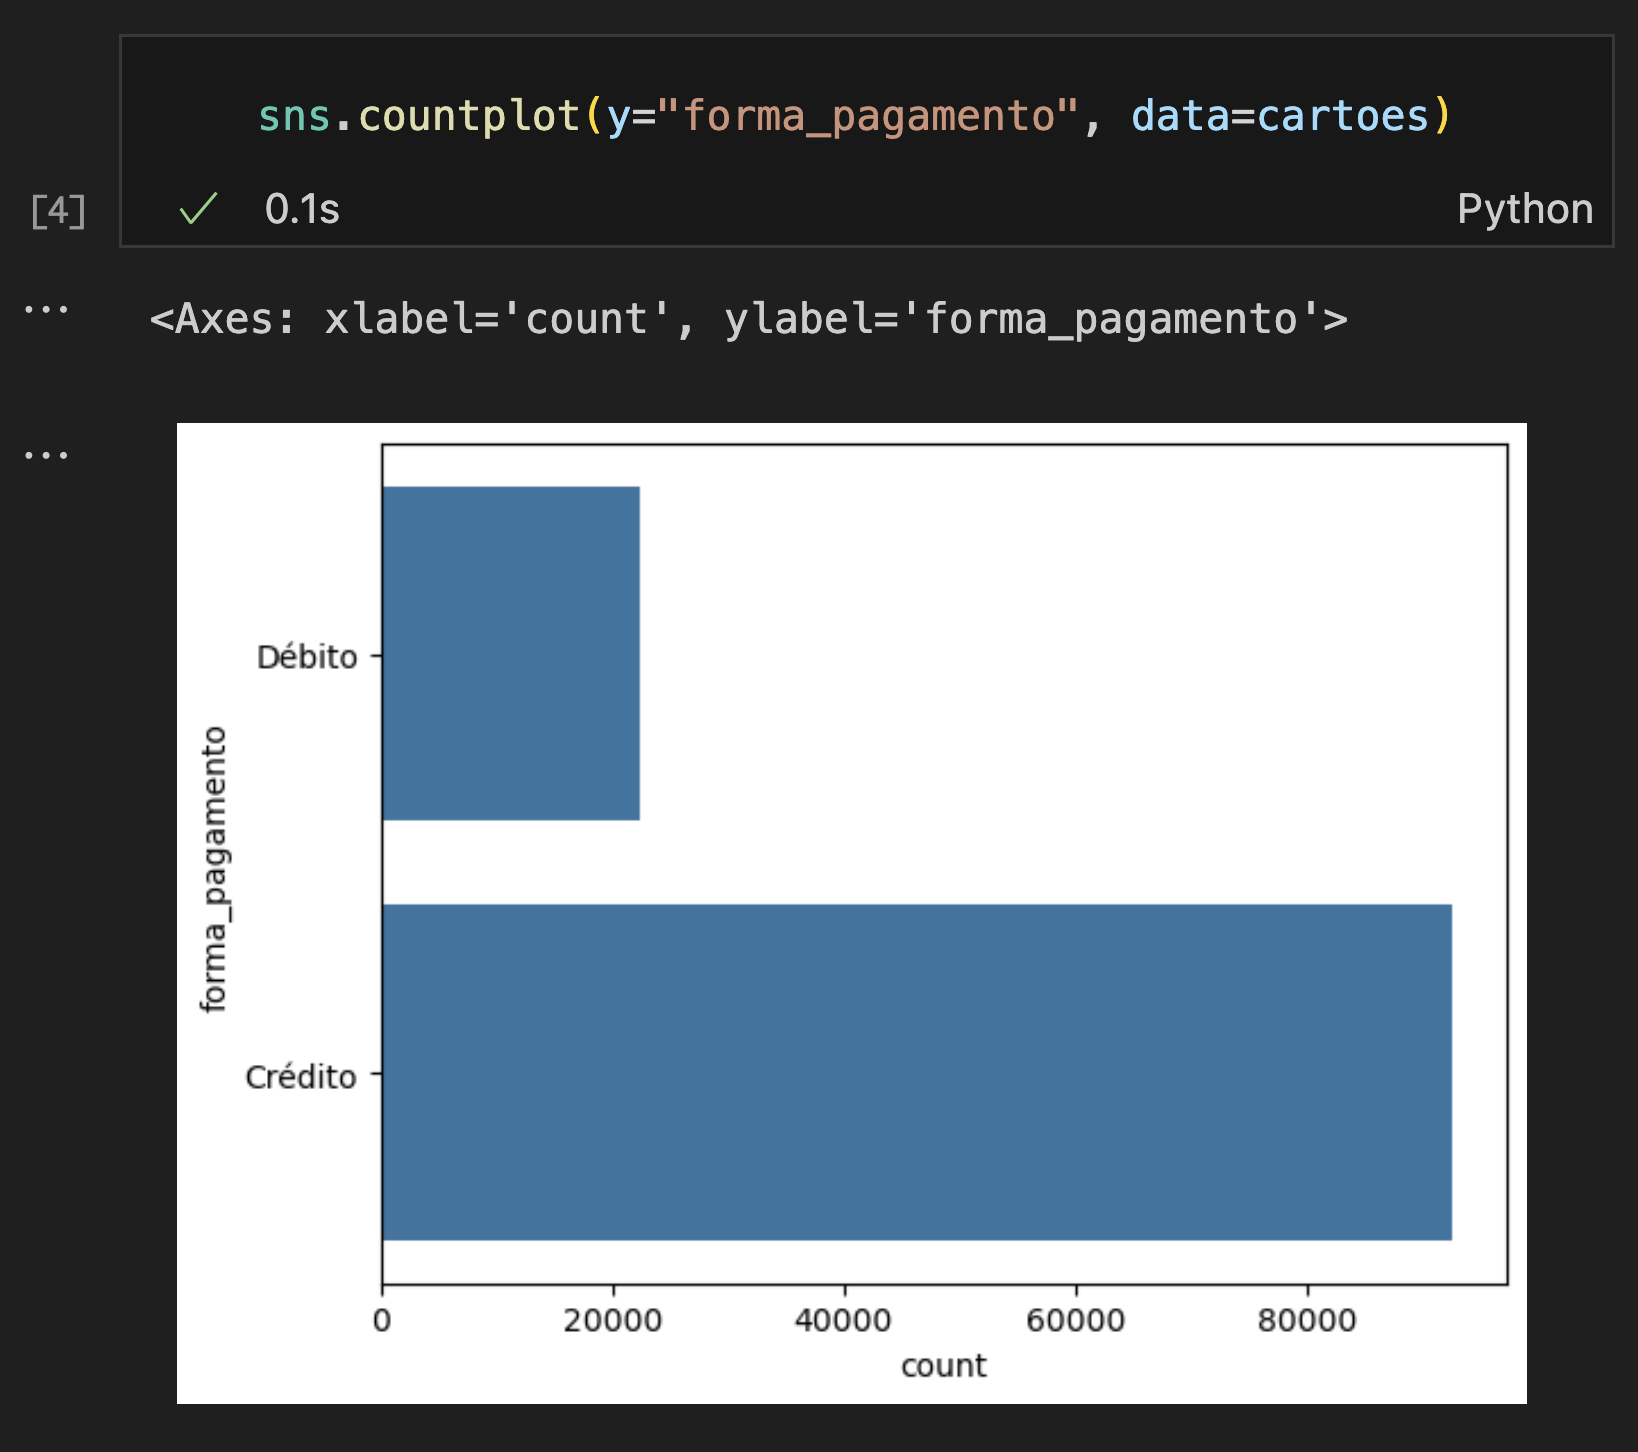 sns.countplot(y="forma_pagamento", data=cartoes)
[4]
0.1s
Python
...
<Axes: xlabel='count', ylabel='forma_pagamento'>
...
Débito
forma_pagamento
Crédito
0 20000 40000 60000 80000
count